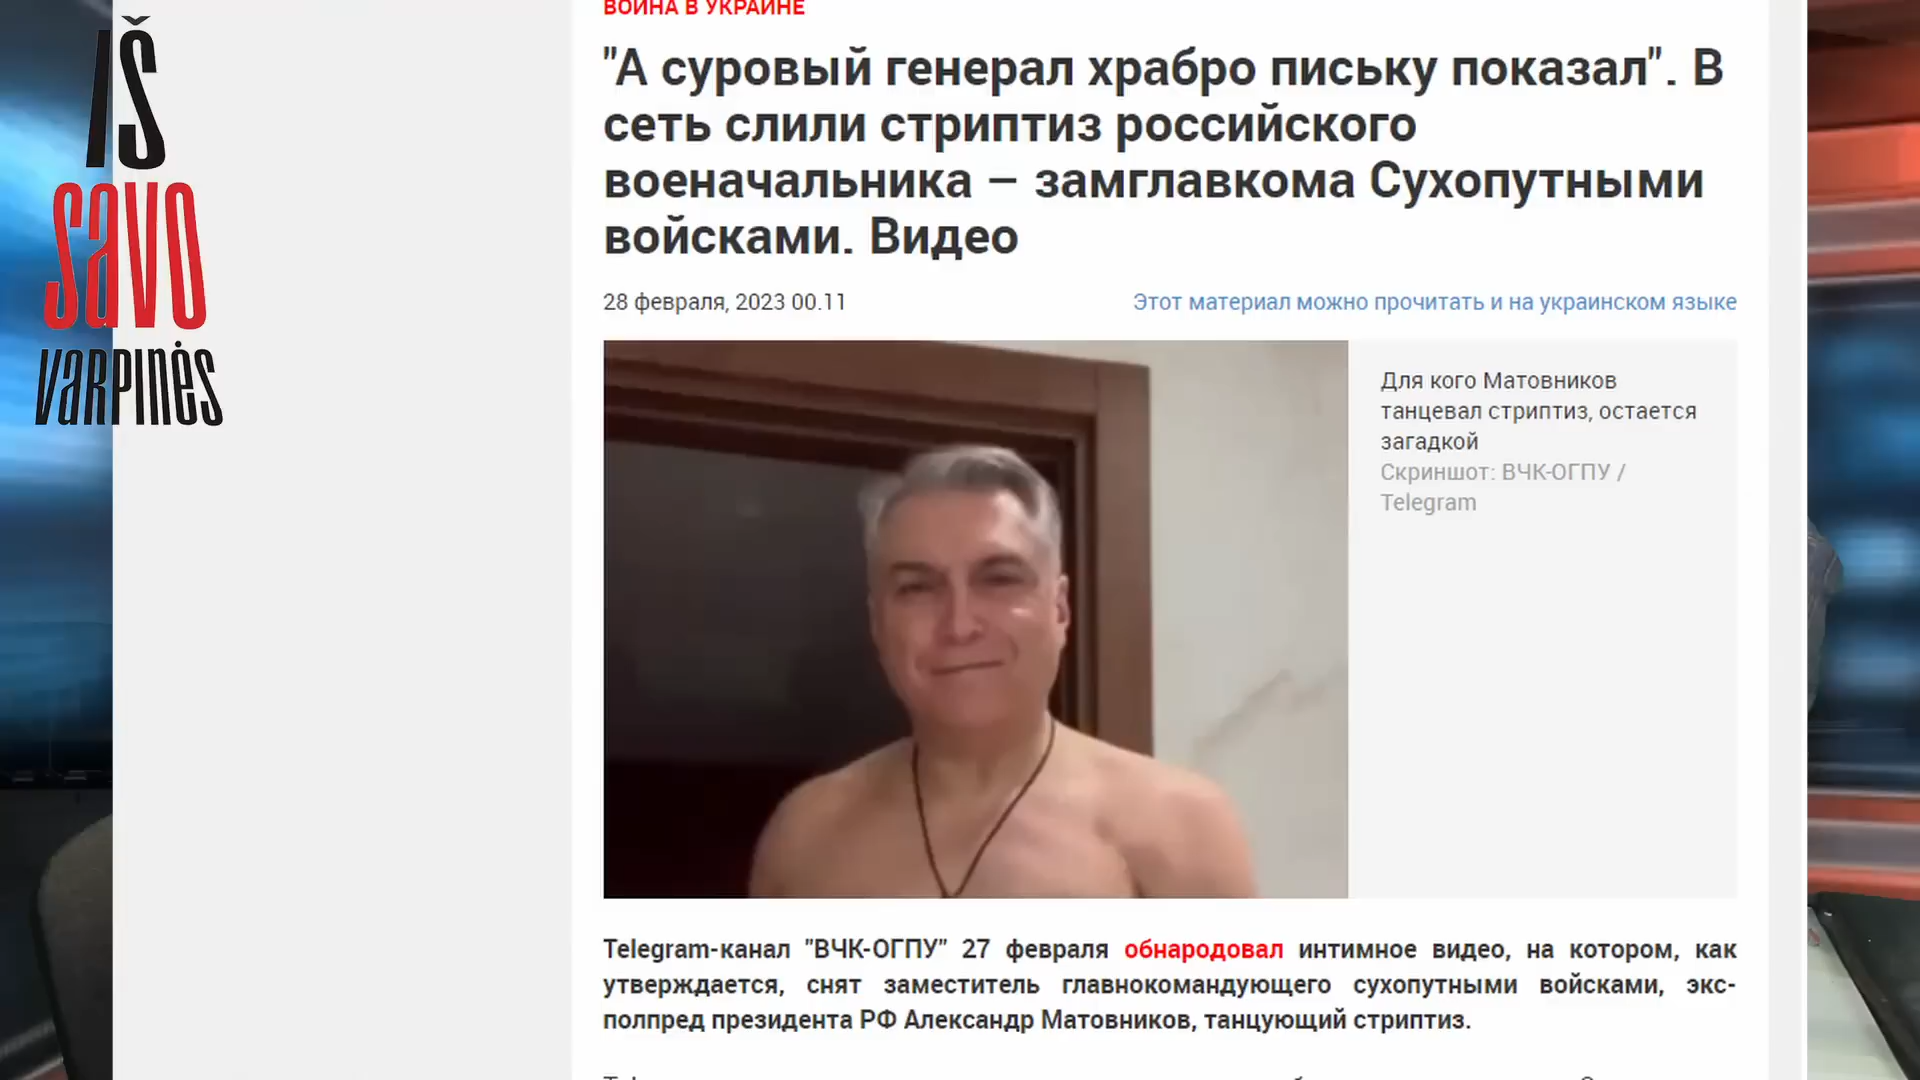 IŠ
savo
varpinės
ВОЙНА В УКРАИНЕ
"А суровый генерал храбро письку показал". В
сеть слили стриптиз российского
военачальника – замглавкома Сухопутными
войсками. Видео
28 февраля, 2023 00.11
Этот материал можно прочитать и на украинском языке
Для кого Матовников
танцевал стриптиз, остается
загадкой
Скриншот: ВЧК-ОГПУ /
Telegram
Telegram-канал "ВЧК-ОГПУ" 27 февраля обнародовал интимное видео, на котором, как
утверждается, снят заместитель главнокомандующего сухопутными войсками, экс-
полпред президента РФ Александр Матовников, танцующий стриптиз.